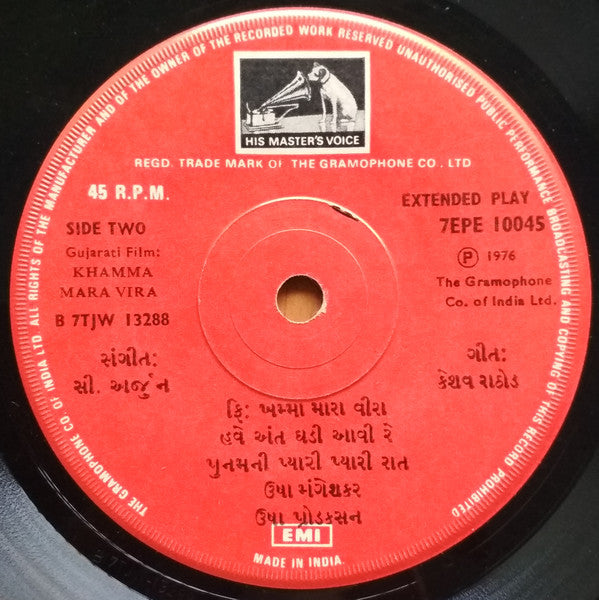 THE GRAMOPHONE CO OF INDIA LTD. ALL RIGHTS OF THE MANUFACTURER AND OF THE OWNER OF THE RECORDED WORK RESERVED UNAUTHORISED PUBLIC PERFORMANCE BROADCASTING AND COPYING OF THIS RECORD PROHIBITED
HIS MASTER'S VOICE
REGD. TRADE MARK OF THE GRAMOPHONE CO., LTD
45 R.P.M.
EXTENDED PLAY
SIDE TWO
7EPE 10045
Gujarati Film:
KHAMMA
MARA VIRA
Ⓟ 1976
The Gramophone
Co. of India Ltd.
B 7TJW 13288
સંગીત:
સી. અર્જુન
ગીત:
કેશવ રાઠોડ
ફિ: ખમ્મા મારા વીરા
હવે અંત ઘડી આવી રે
પુનમની પ્યારી પ્યારી રાત
ઉષા મંગેશકર
ઉષા પ્રોડક્સન
EMI
MADE IN INDIA.